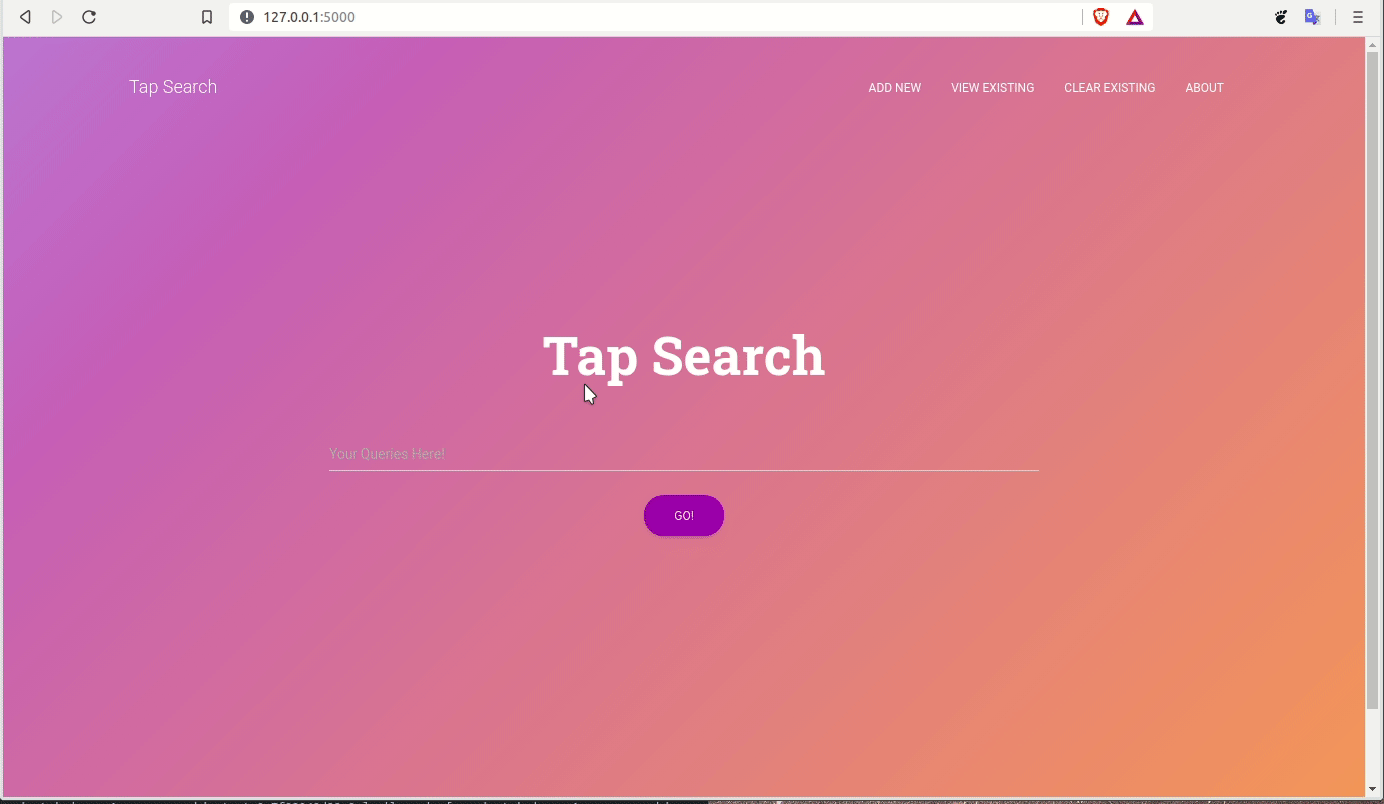 127.0.0.1:5000
Tap Search
ADD NEW VIEW EXISTING CLEAR EXISTING ABOUT
Tap Search
Your Queries Here!
GO!